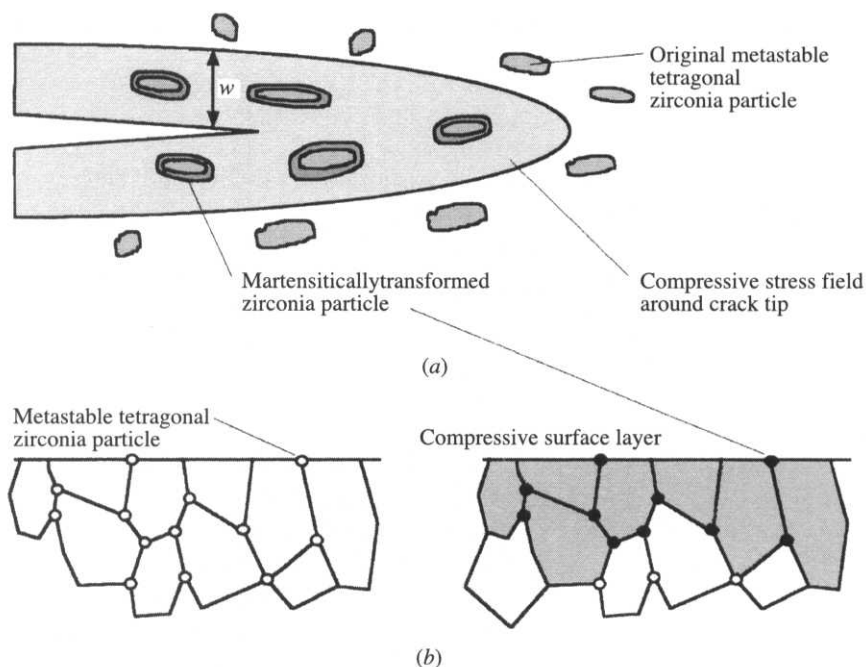 w
Original metastable
tetragonal
zirconia particle
Martensiticallytransformed
zirconia particle
Compressive stress field
around crack tip
(a)
Metastable tetragonal
zirconia particle
Compressive surface layer
(b)